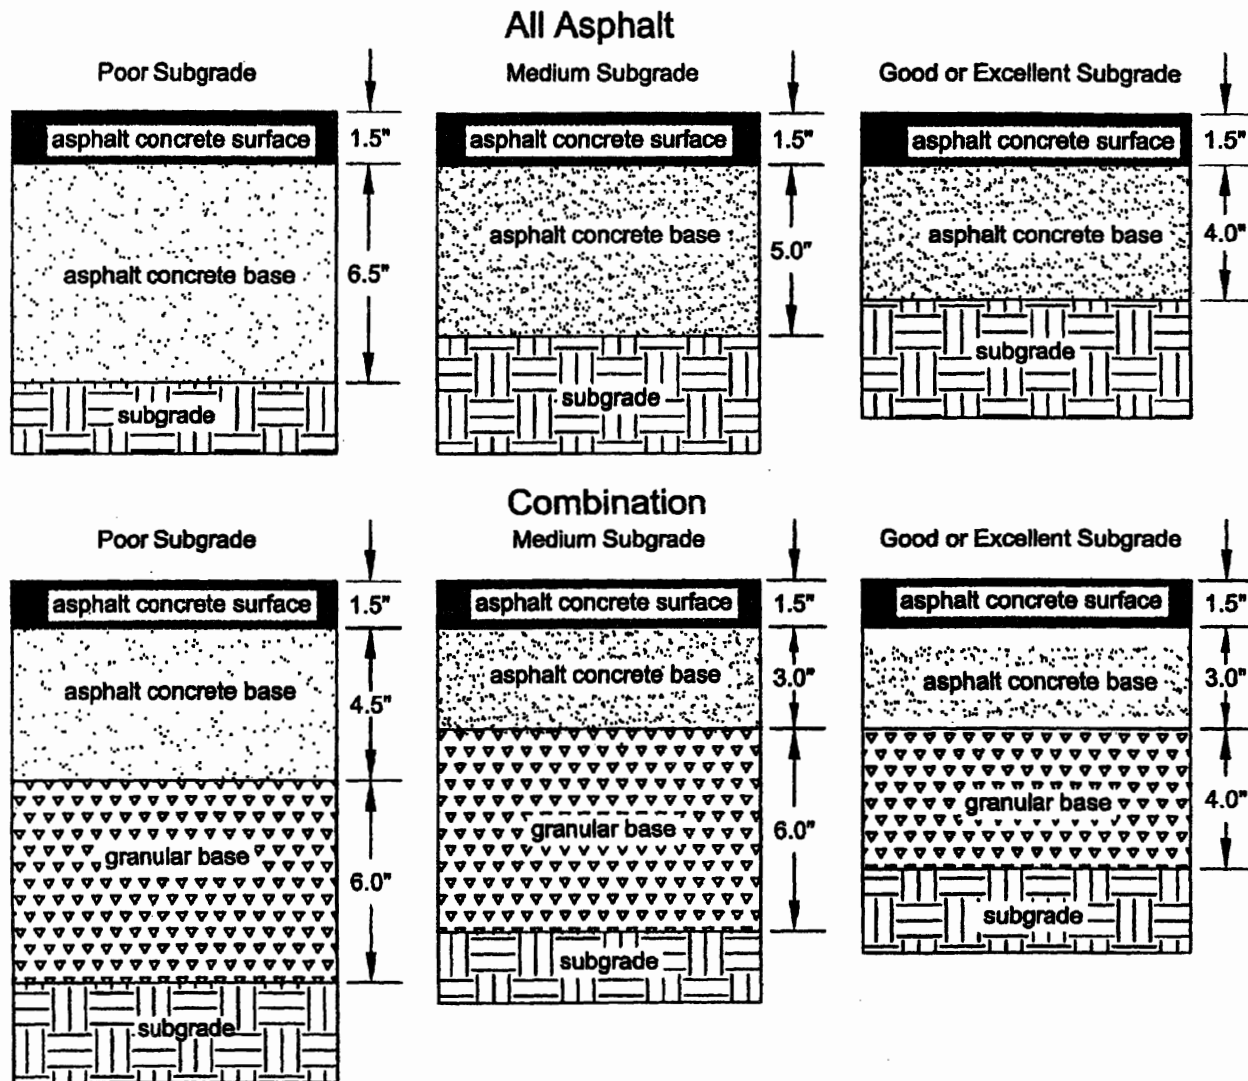 All Asphalt
Poor Subgrade
asphalt concrete surface
1.5"
asphalt concrete base
6.5"
subgrade
Medium Subgrade
asphalt concrete surface
1.5"
asphalt concrete base
5.0"
subgrade
Good or Excellent Subgrade
asphalt concrete surface
1.5"
asphalt concrete base
4.0"
subgrade
Combination
Poor Subgrade
asphalt concrete surface
1.5"
asphalt concrete base
4.5"
granular base
6.0"
subgrade
Medium Subgrade
asphalt concrete surface
1.5"
asphalt concrete base
3.0"
granular base
6.0"
subgrade
Good or Excellent Subgrade
asphalt concrete surface
1.5"
asphalt concrete base
3.0"
granular base
4.0"
subgrade